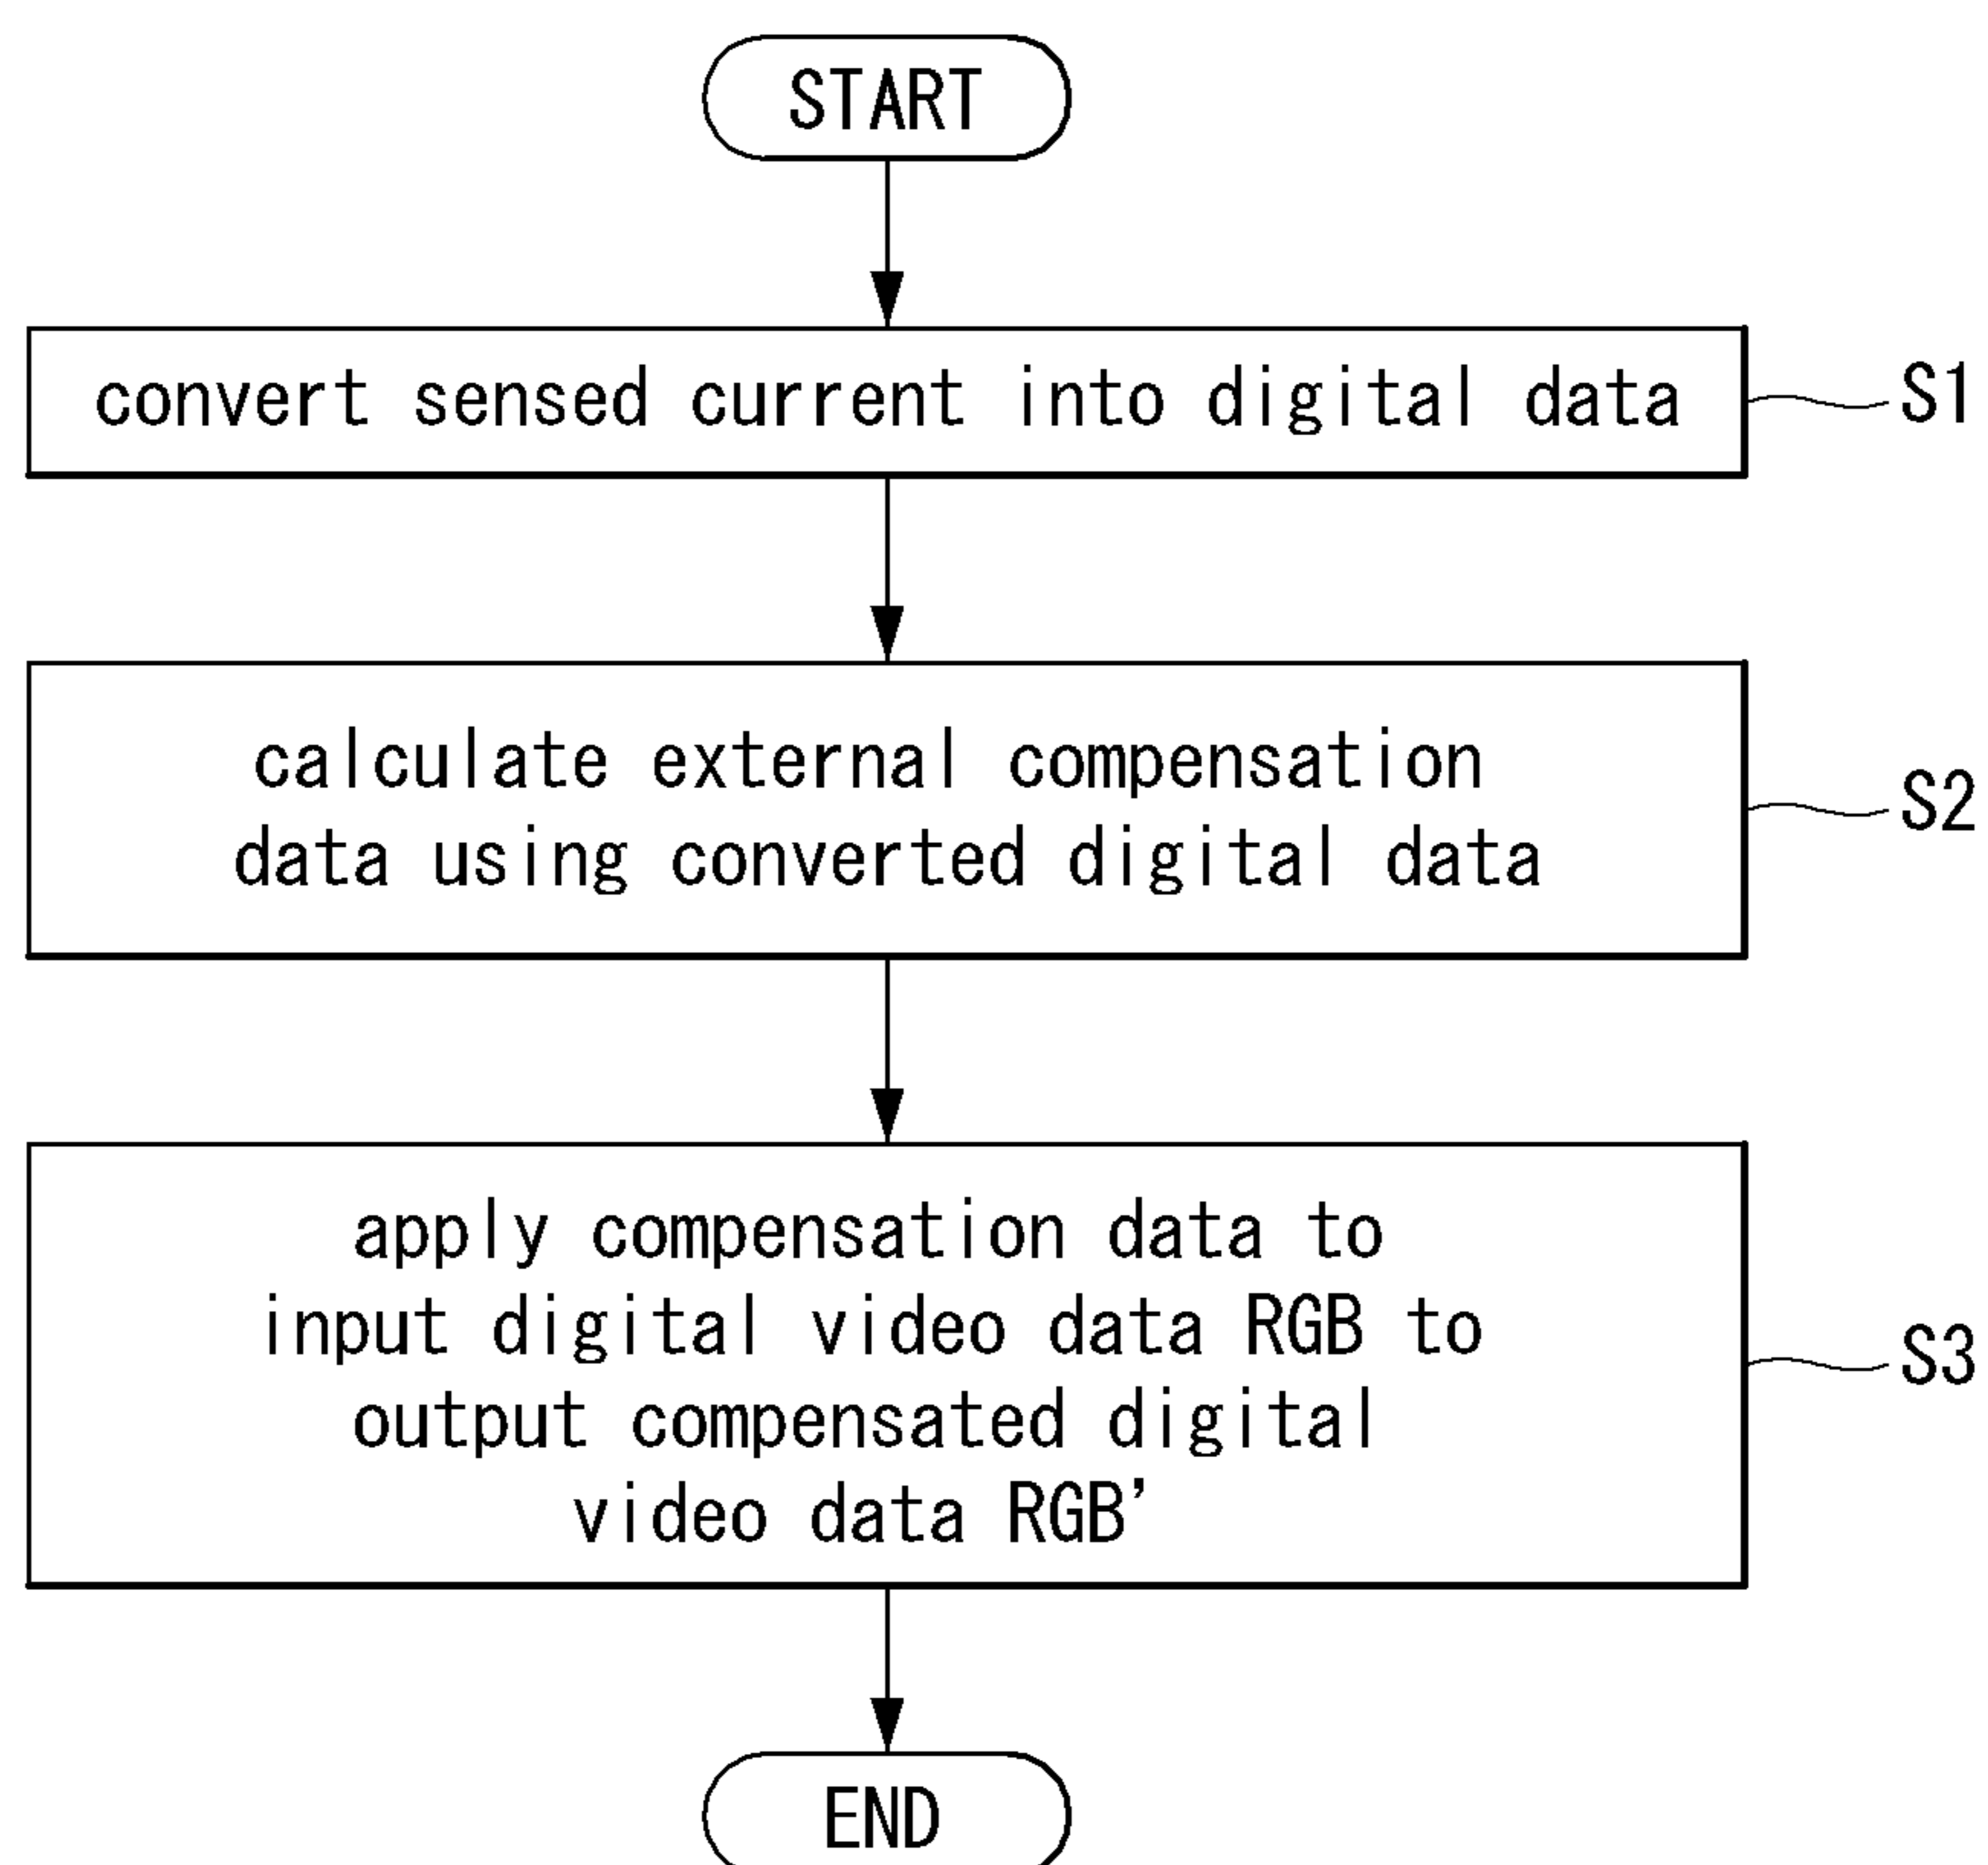 START
convert sensed current into digital data
S1
calculate external compensation
data using converted digital data
S2
apply compensation data to
input digital video data RGB to
output compensated digital
video data RGB'
S3
END